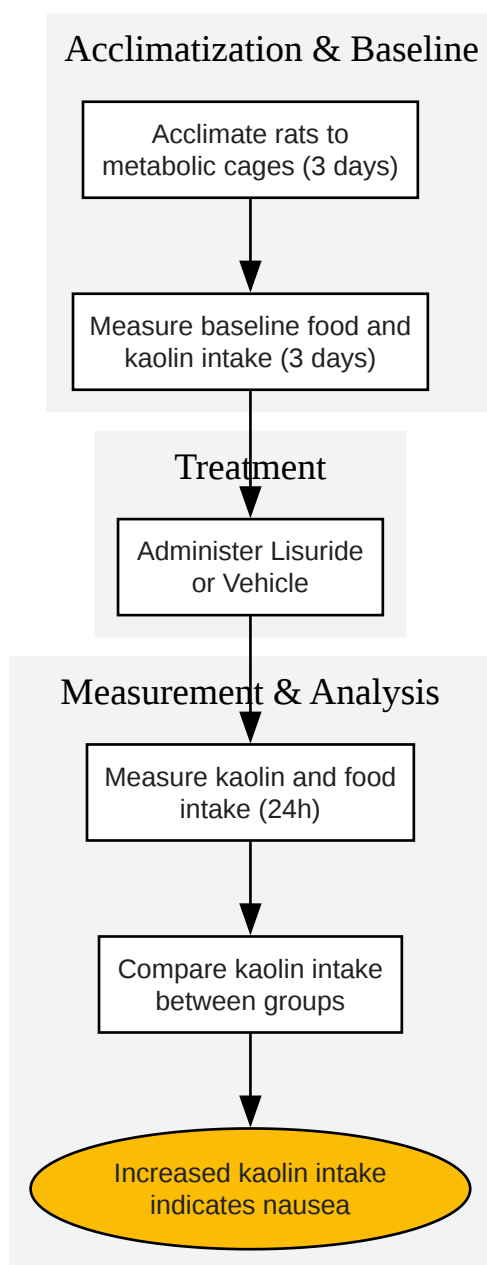 Acclimatization & Baseline
Acclimate rats to
metabolic cages (3 days)
Measure baseline food and
kaolin intake (3 days)
Treatment
Administer Lisuride
or Vehicle
Measurement & Analysis
Measure kaolin and food
intake (24h)
Compare kaolin intake
between groups
Increased kaolin intake
indicates nausea